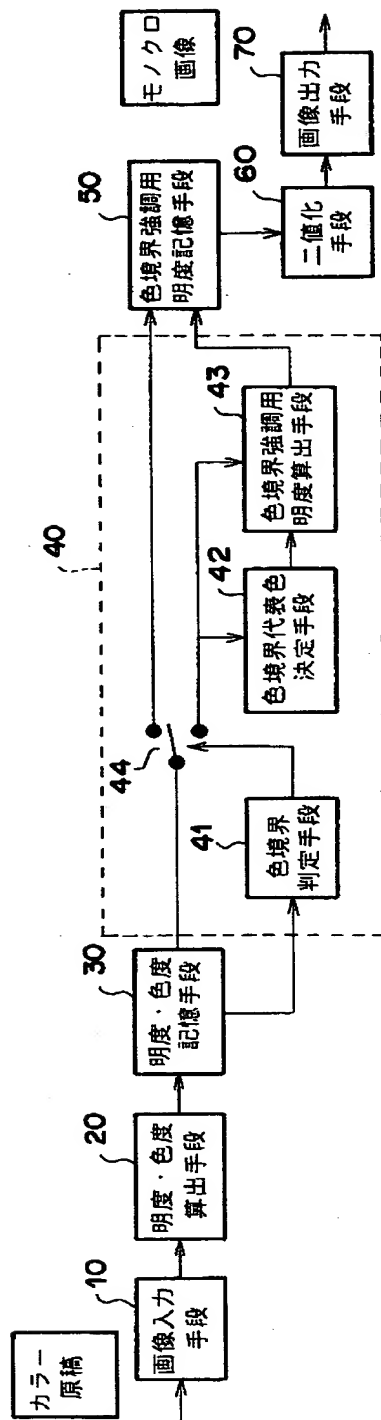 カラー
原稿
10
画像入力
手段
20
明度・色度
算出手段
30
明度・色度
記憶手段
40
44
41
色境界
判定手段
42
色境界代表色
決定手段
43
色境界強調用
明度算出手段
50
色境界強調用
明度記憶手段
60
二値化
手段
70
画像出力
手段
モノクロ
画像